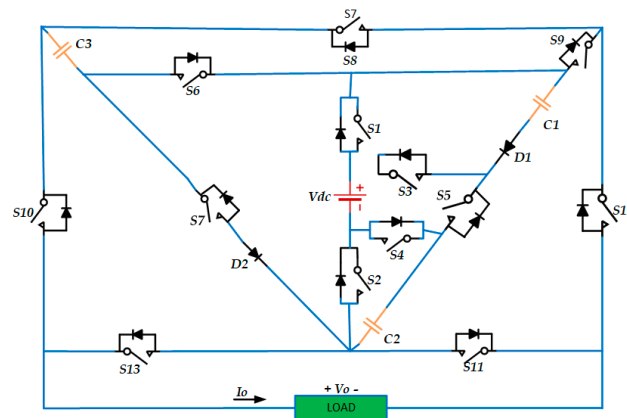 S7
C3
S8
S9
S6
C1
S1
D1
S3
S5
Vdc
+
-
S10
S7
S1
S4
D2
S2
C2
S13
S11
Io
+ Vo -
LOAD